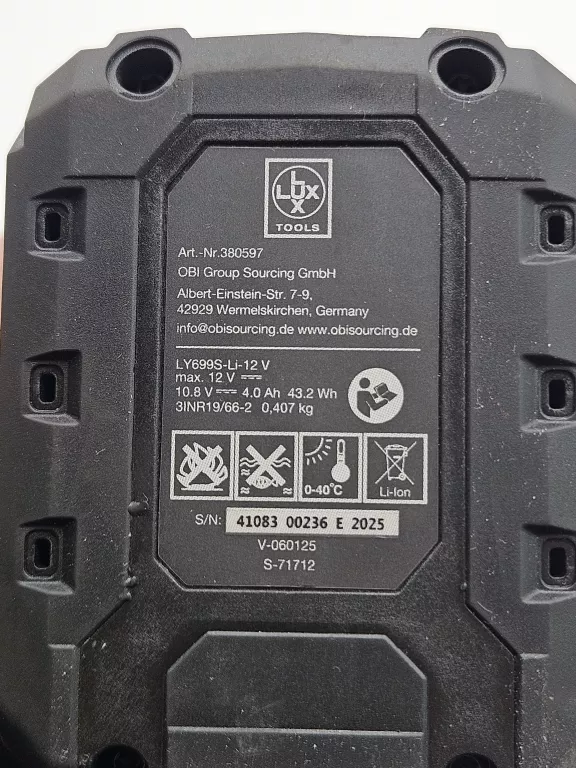 LUX
LUX
TOOLS
Art.-Nr.380597
OBI Group Sourcing GmbH
Albert-Einstein-Str. 7-9,
42929 Wermelskirchen, Germany
info@obisourcing.de www.obisourcing.de
LY699S-Li-12 V
max. 12 V ⎓
10.8 V ⎓ 4.0 Ah 43.2 Wh
3INR19/66-2 0,407 kg
0-40°C
Li-Ion
S/N: 41083 00236 E 2025
V-060125
S-71712